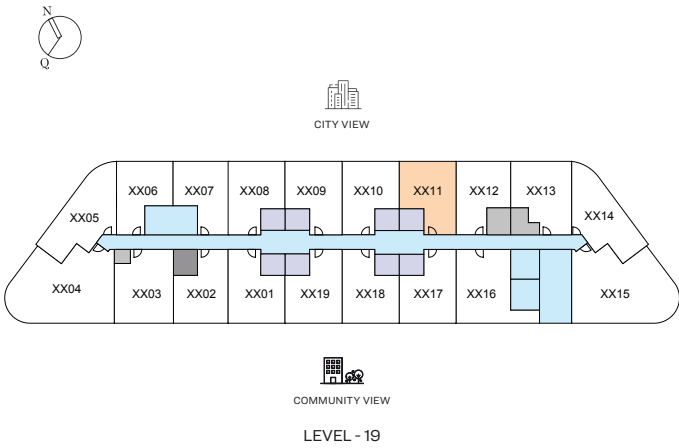 N
Q
CITY VIEW
XX06 XX07 XX08 XX09 XX10 XX11 XX12 XX13
XX05 XX14
XX04 XX03 XX02 XX01 XX19 XX18 XX17 XX16 XX15
COMMUNITY VIEW
LEVEL - 19